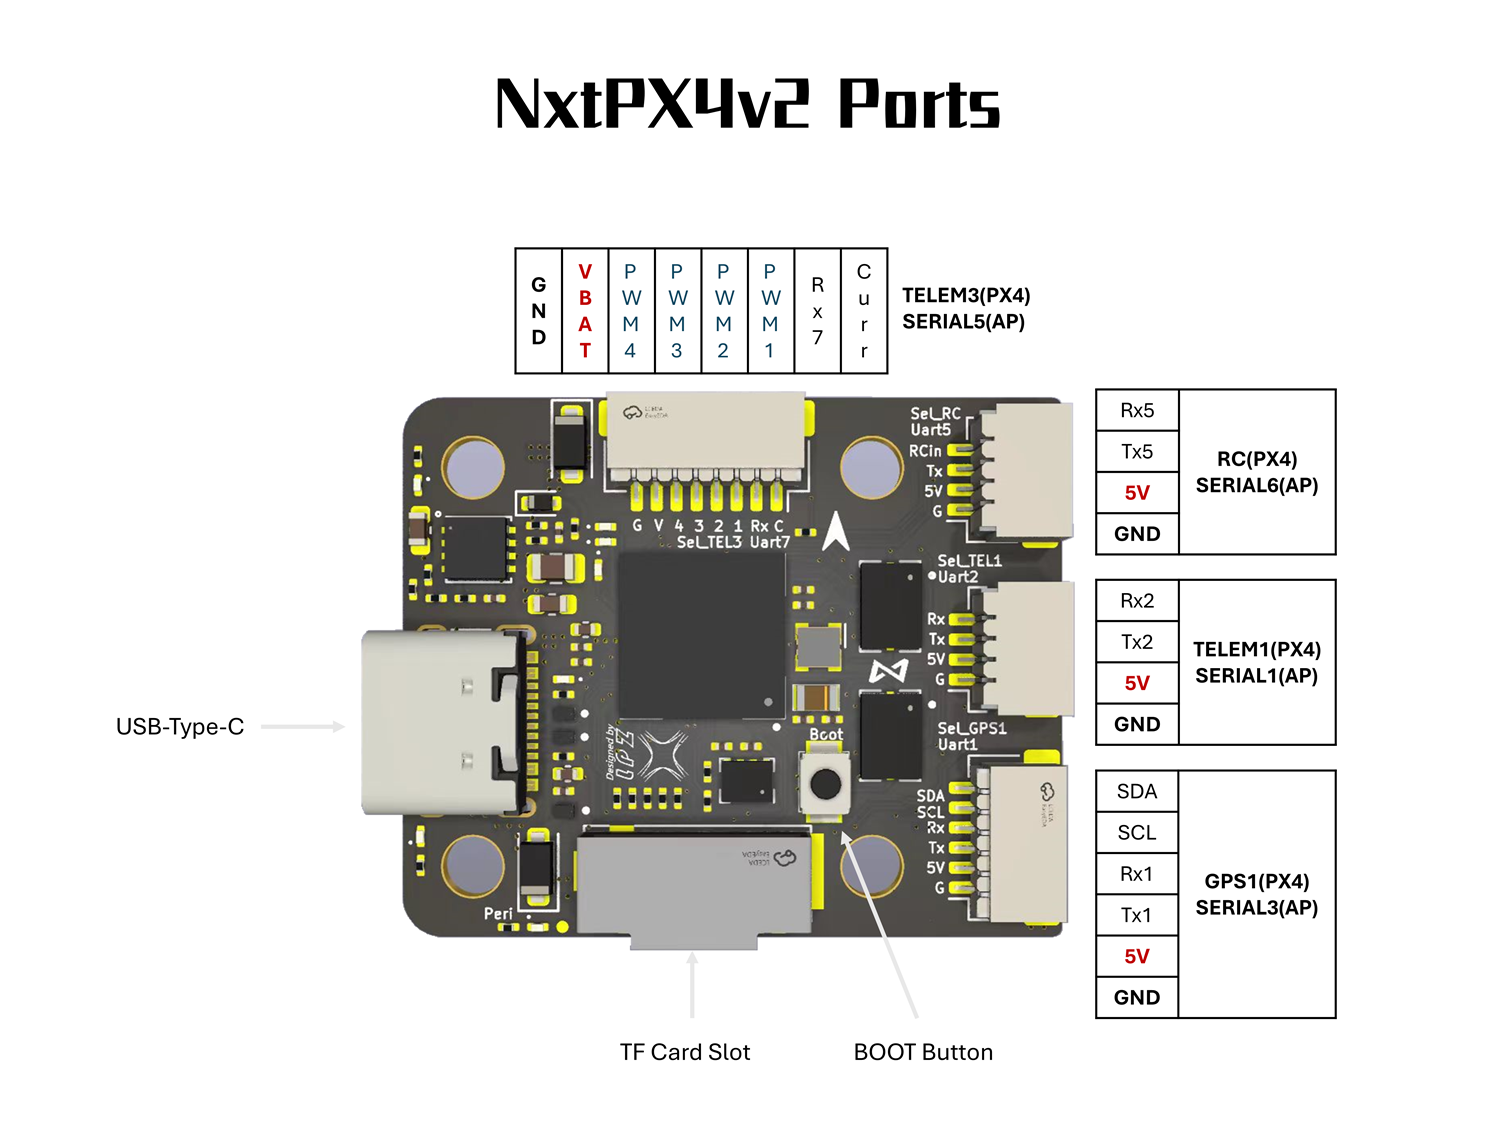 NxtPX4v2 Ports
GND
VBAT
PWM4
PWM3
PWM2
PWM1
Rx7
Curr
TELEM3(PX4)
SERIAL5(AP)
Rx5
Tx5
5V
GND
RC(PX4)
SERIAL6(AP)
Rx2
Tx2
5V
GND
TELEM1(PX4)
SERIAL1(AP)
SDA
SCL
Rx1
Tx1
5V
GND
GPS1(PX4)
SERIAL3(AP)
Sel_RC
Uart5
RCin
Tx
5V
G
G V 4 3 2 1 Rx C
Sel_TEL3 Uart7
Sel_TEL1
Uart2
Rx
Tx
5V
G
Sel_GPS1
Uart1
SDA
SCL
Rx
Tx
5V
G
Boot
Designed by
Peri
USB-Type-C
TF Card Slot
BOOT Button